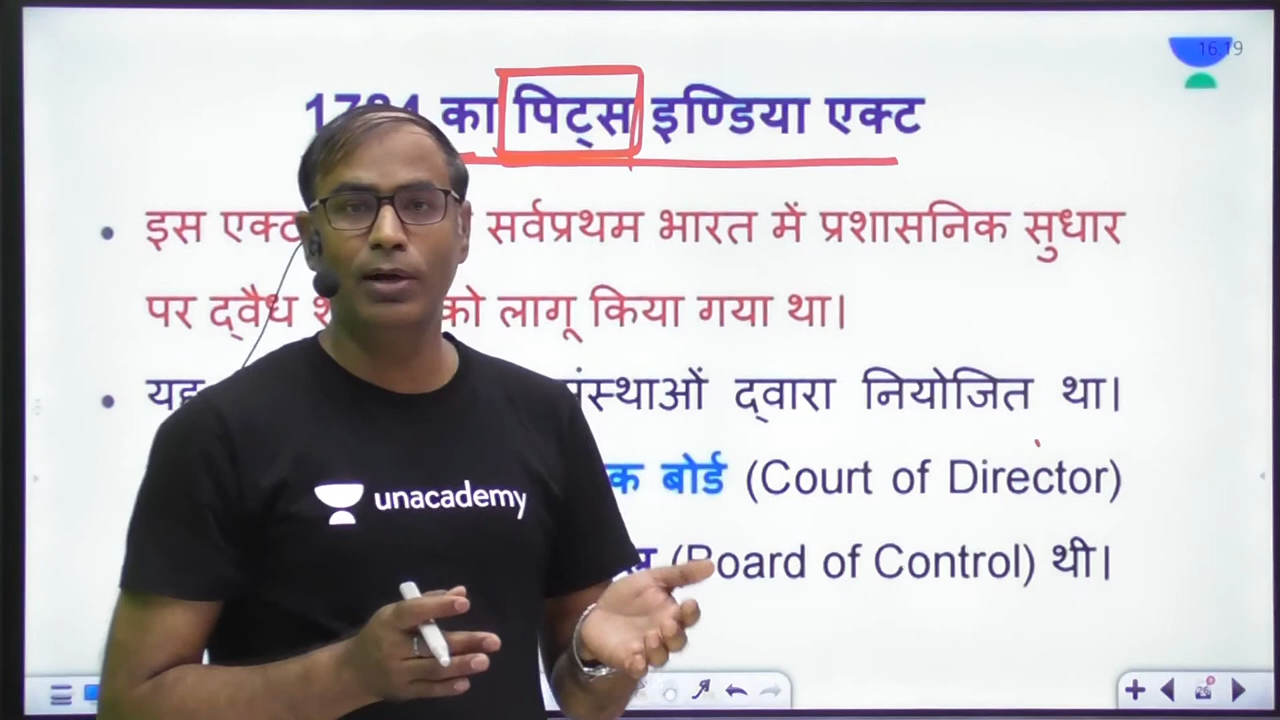 16.19
का पिट्स इण्डिया एक्ट
इस एक्ट सर्वप्रथम भारत में प्रशासनिक सुधार
पर द्वैध को लागू किया गया था।
द्वारा नियोजित था।
बोर्ड (Court of Director)
(Board of Control) थी।
unacademy